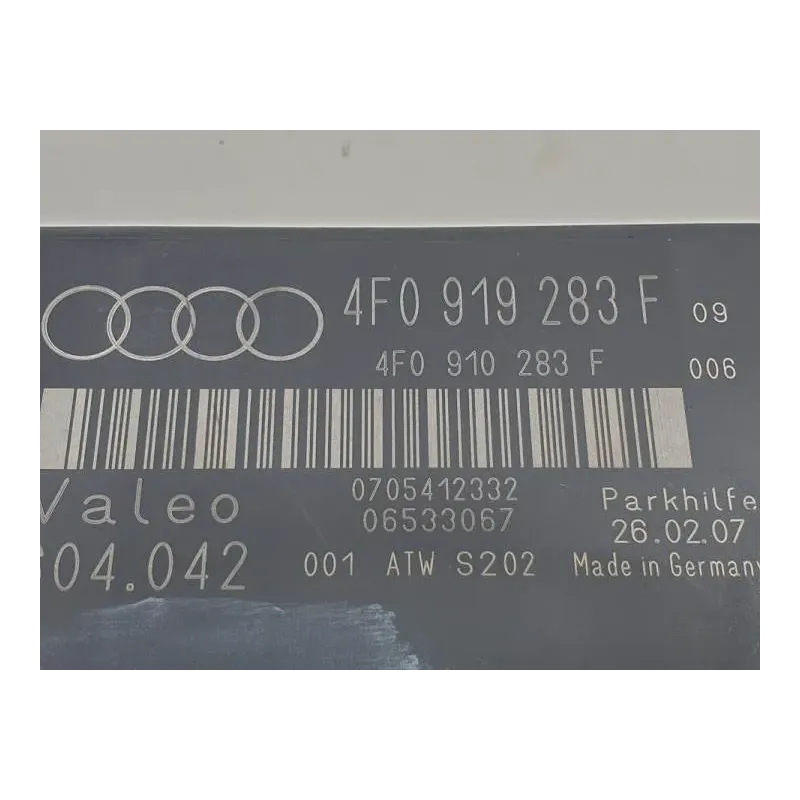 4F0 919 283 F 09
4F0 910 283 F 006
0705412332
Valeo 06533067 Parkhilfe
26.02.07
604.042 001 ATW S202 Made in Germany